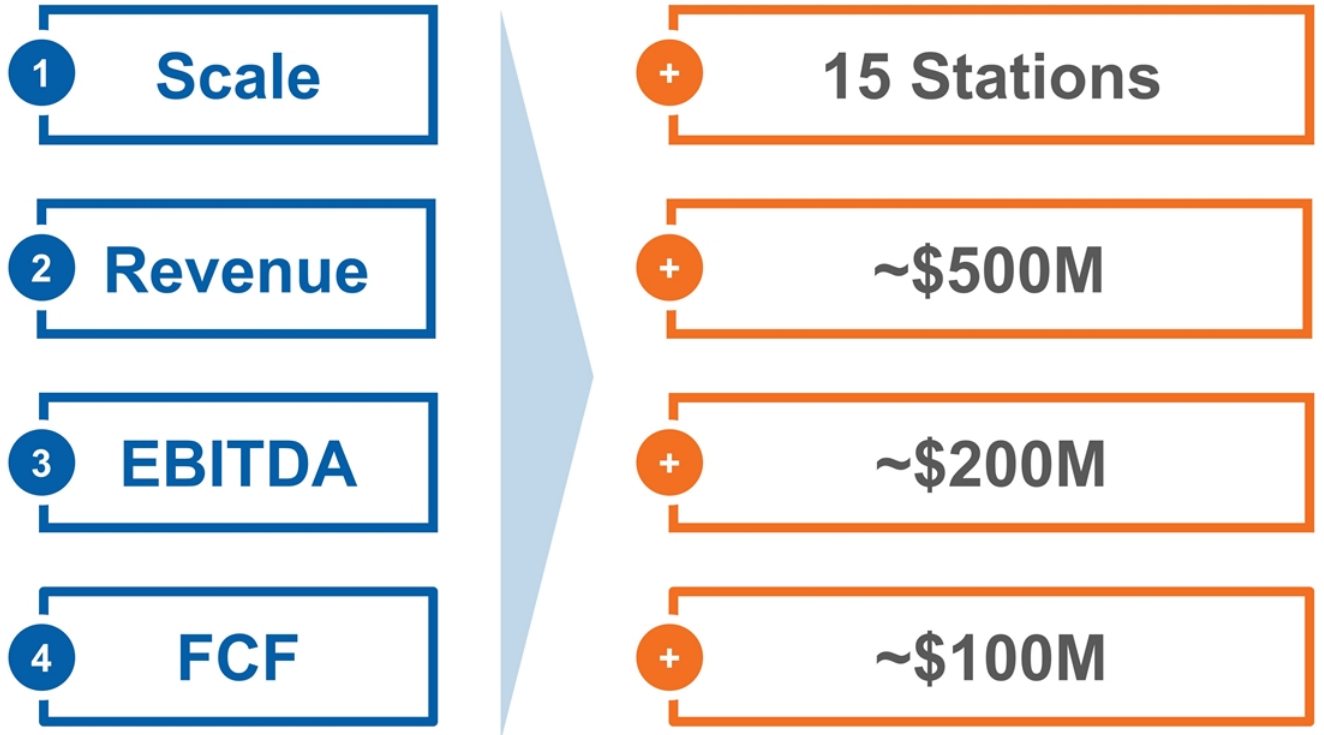 1 Scale + 15 Stations
2 Revenue + ~$500M
3 EBITDA + ~$200M
4 FCF + ~$100M